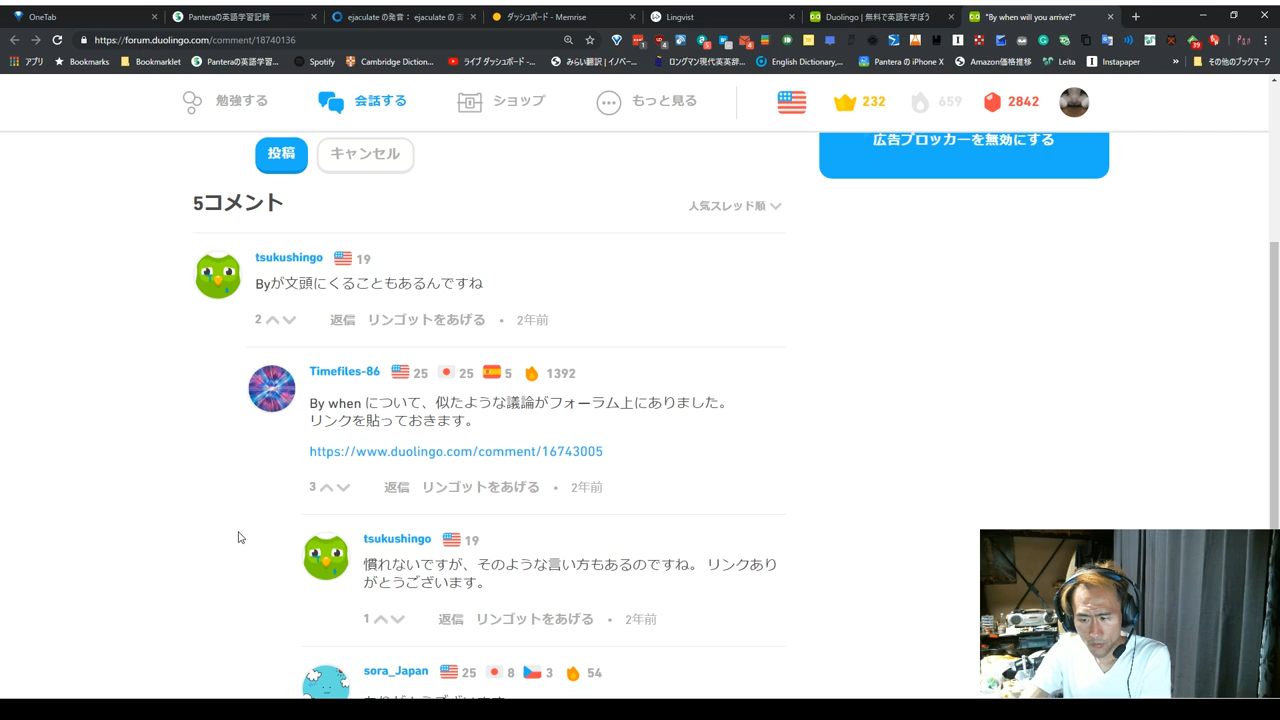 OneTab
Panteraの英語学習記録
ejaculate の発音： ejaculate の 英
ダッシュボード - Memrise
Lingvist
Duolingo | 無料で英語を学ぼう
"By when will you arrive?"
https://forum.duolingo.com/comment/18740136
アプリ
Bookmarks
Bookmarklet
Panteraの英語学習...
Spotify
Cambridge Diction...
ライブ ダッシュボード -...
みらい翻訳 | イノベー...
ロングマン現代英英辞...
English Dictionary,...
Pantera の iPhone X
Amazon価格推移
Leita
Instapaper
»
その他のブックマーク
勉強する
会話する
ショップ
もっと見る
232
659
2842
投稿
キャンセル
広告ブロッカーを無効にする
5コメント
人気スレッド順
tsukushingo 19
Byが文頭にくることもあるんですね
2 返信 リンゴットをあげる • 2年前
Timefiles-86 25 25 5 1392
By when について、似たような議論がフォーラム上にありました。
リンクを貼っておきます。
https://www.duolingo.com/comment/16743005
3 返信 リンゴットをあげる • 2年前
tsukushingo 19
慣れないですが、そのような言い方もあるのですね。 リンクあり
がとうございます。
1 返信 リンゴットをあげる • 2年前
sora_Japan 25 8 3 54